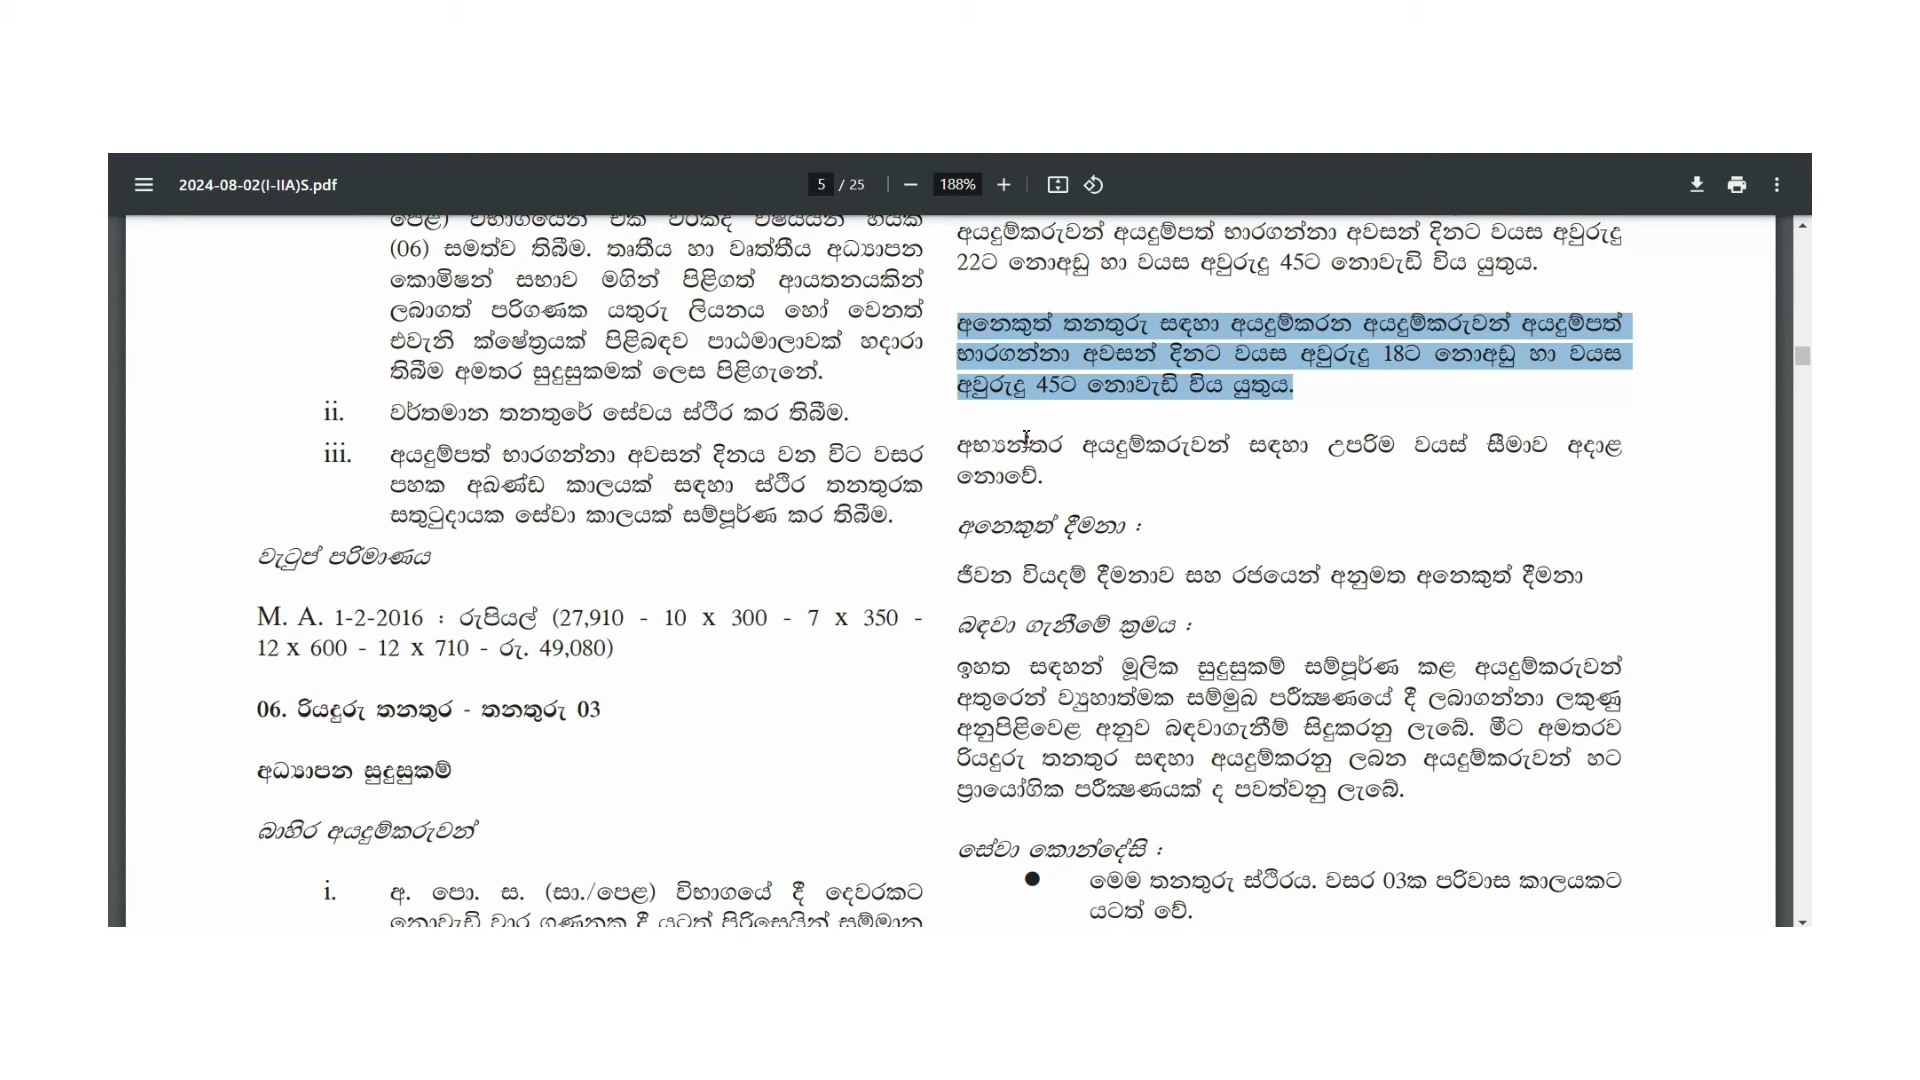 2024-08-02(I-IIA)S.pdf
5 / 25
188%
පෙළ) විභාගයෙන් එක් වරකදී විෂයයන් හයක්
(06) සමත්ව තිබීම. තෘතීය හා වෘත්තීය අධ්‍යාපන
කොමිෂන් සභාව මගින් පිළිගත් ආයතනයකින්
ලබාගත් පරිගණක යතුරු ලියනය හෝ වෙනත්
එවැනි ක්ෂේත්‍රයක් පිළිබඳව පාඨමාලාවක් හදාරා
තිබීම අමතර සුදුසුකමක් ලෙස පිළිගැනේ.
ii. වර්තමාන තනතුරේ සේවය ස්ථිර කර තිබීම.
iii. අයදුම්පත් භාරගන්නා අවසන් දිනය වන විට වසර
පහක අඛණ්ඩ කාලයක් සඳහා ස්ථිර තනතුරක
සතුටුදායක සේවා කාලයක් සම්පූර්ණ කර තිබීම.
වැටුප් පරිමාණය
M. A. 1-2-2016 : රුපියල් (27,910 - 10 x 300 - 7 x 350 -
12 x 600 - 12 x 710 - රු. 49,080)
06. රියදුරු තනතුර - තනතුරු 03
අධ්‍යාපන සුදුසුකම්
බාහිර අයදුම්කරුවන්
i. අ. පො. ස. (සා./පෙළ) විභාගයේ දී දෙවරකට
නොවැඩි වාර ගණනක දී යටත් පිරිසෙයින් සම්මාන
අයදුම්කරුවන් අයදුම්පත් භාරගන්නා අවසන් දිනට වයස අවුරුදු
22ට නොඅඩු හා වයස අවුරුදු 45ට නොවැඩි විය යුතුය.
අනෙකුත් තනතුරු සඳහා අයදුම්කරන අයදුම්කරුවන් අයදුම්පත්
භාරගන්නා අවසන් දිනට වයස අවුරුදු 18ට නොඅඩු හා වයස
අවුරුදු 45ට නොවැඩි විය යුතුය.
අභ්‍යන්තර අයදුම්කරුවන් සඳහා උපරිම වයස් සීමාව අදාළ
නොවේ.
අනෙකුත් දීමනා :
ජීවන වියදම් දීමනාව සහ රජයෙන් අනුමත අනෙකුත් දීමනා
බඳවා ගැනීමේ ක්‍රමය :
ඉහත සඳහන් මූලික සුදුසුකම් සම්පූර්ණ කළ අයදුම්කරුවන්
අතුරෙන් ව්‍යුහාත්මක සම්මුඛ පරීක්‍ෂණයේ දී ලබාගන්නා ලකුණු
අනුපිළිවෙළ අනුව බඳවාගැනීම් සිදුකරනු ලැබේ. මීට අමතරව
රියදුරු තනතුර සඳහා අයදුම්කරනු ලබන අයදුම්කරුවන් හට
ප්‍රායෝගික පරීක්‍ෂණයක් ද පවත්වනු ලැබේ.
සේවා කොන්දේසි :
● මෙම තනතුරු ස්ථිරය. වසර 03ක පරිවාස කාලයකට
යටත් වේ.